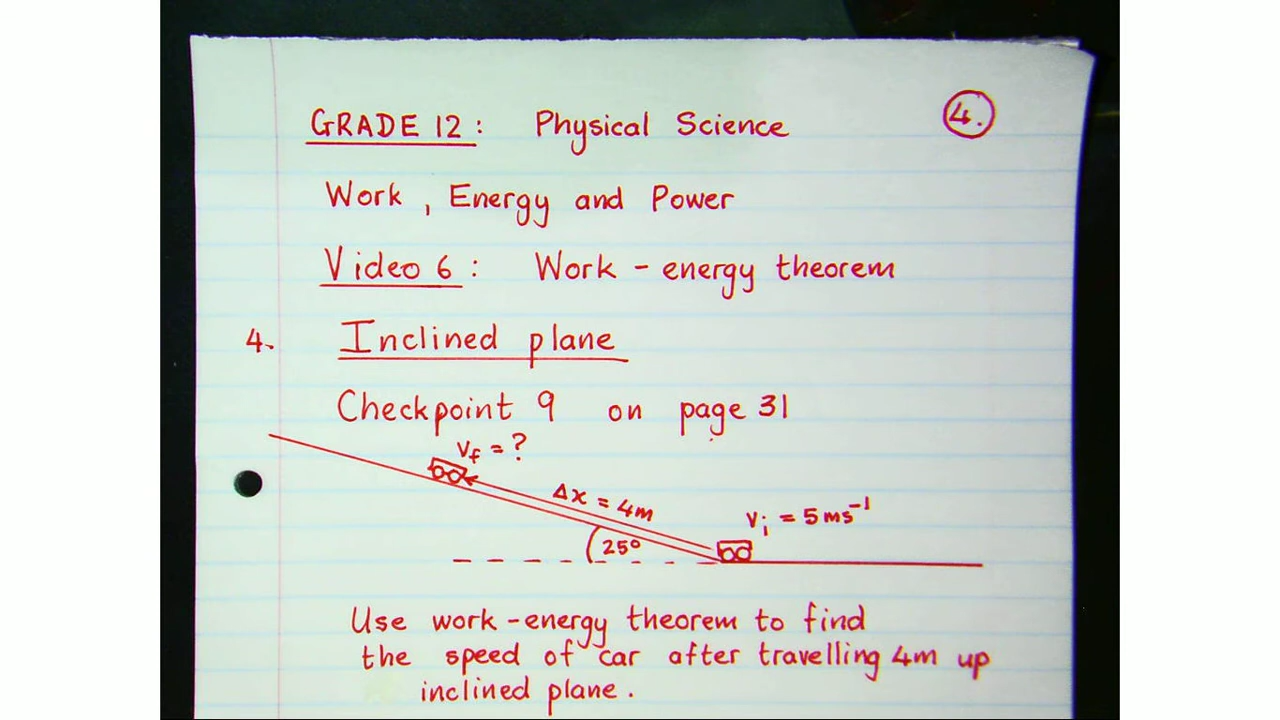 GRADE 12 : Physical Science 4.
Work, Energy and Power
Video 6 : Work - energy theorem
4. Inclined plane
Checkpoint 9 on page 31
Vf = ?
Δx = 4m
Vi = 5 ms⁻¹
25°
Use work-energy theorem to find
the speed of car after travelling 4m up
inclined plane.